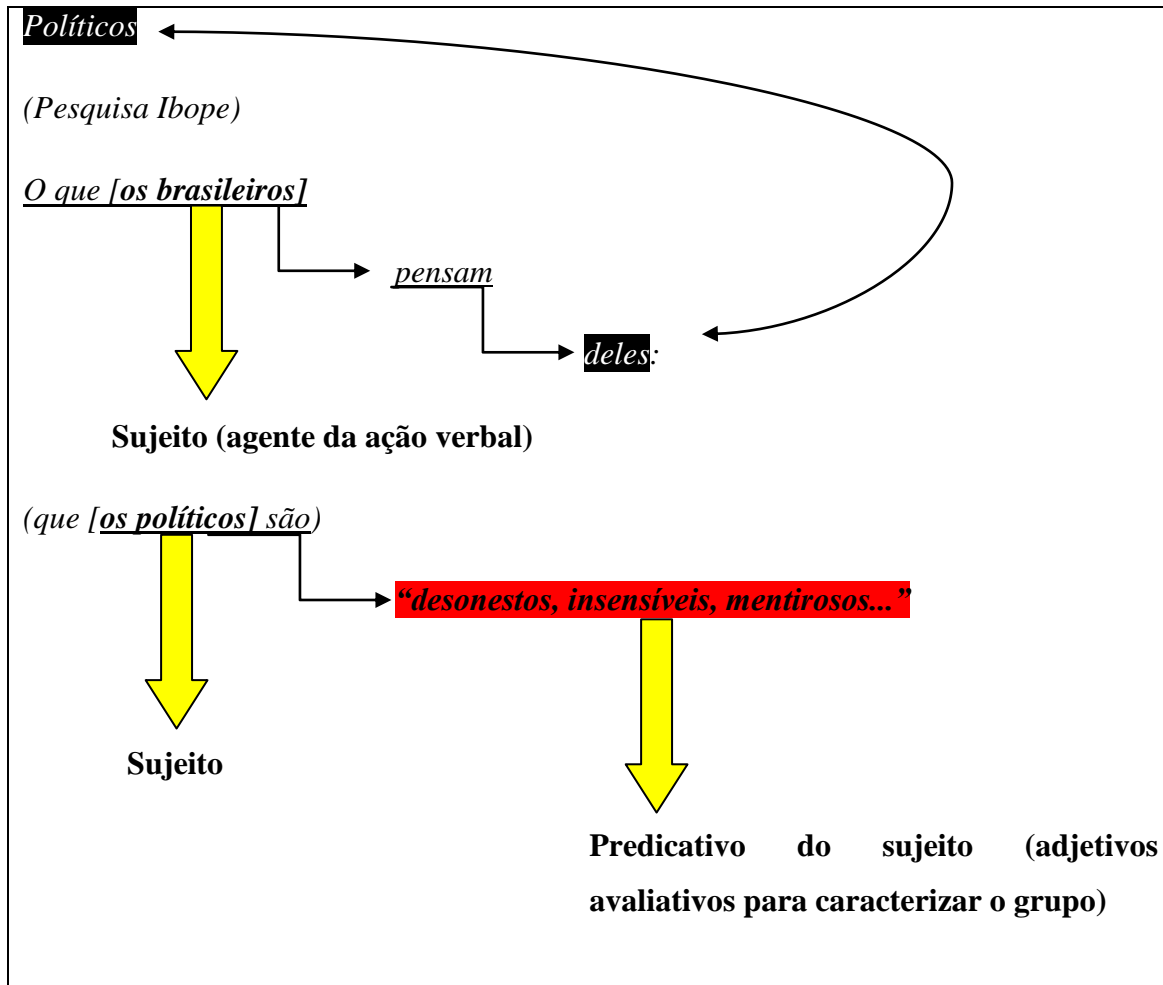 Políticos
(Pesquisa Ibope)
O que [os brasileiros]
pensam
deles:
Sujeito (agente da ação verbal)
(que [os políticos] são)
“desonestos, insensíveis, mentirosos...”
Sujeito
Predicativo do sujeito (adjetivos
avaliativos para caracterizar o grupo)